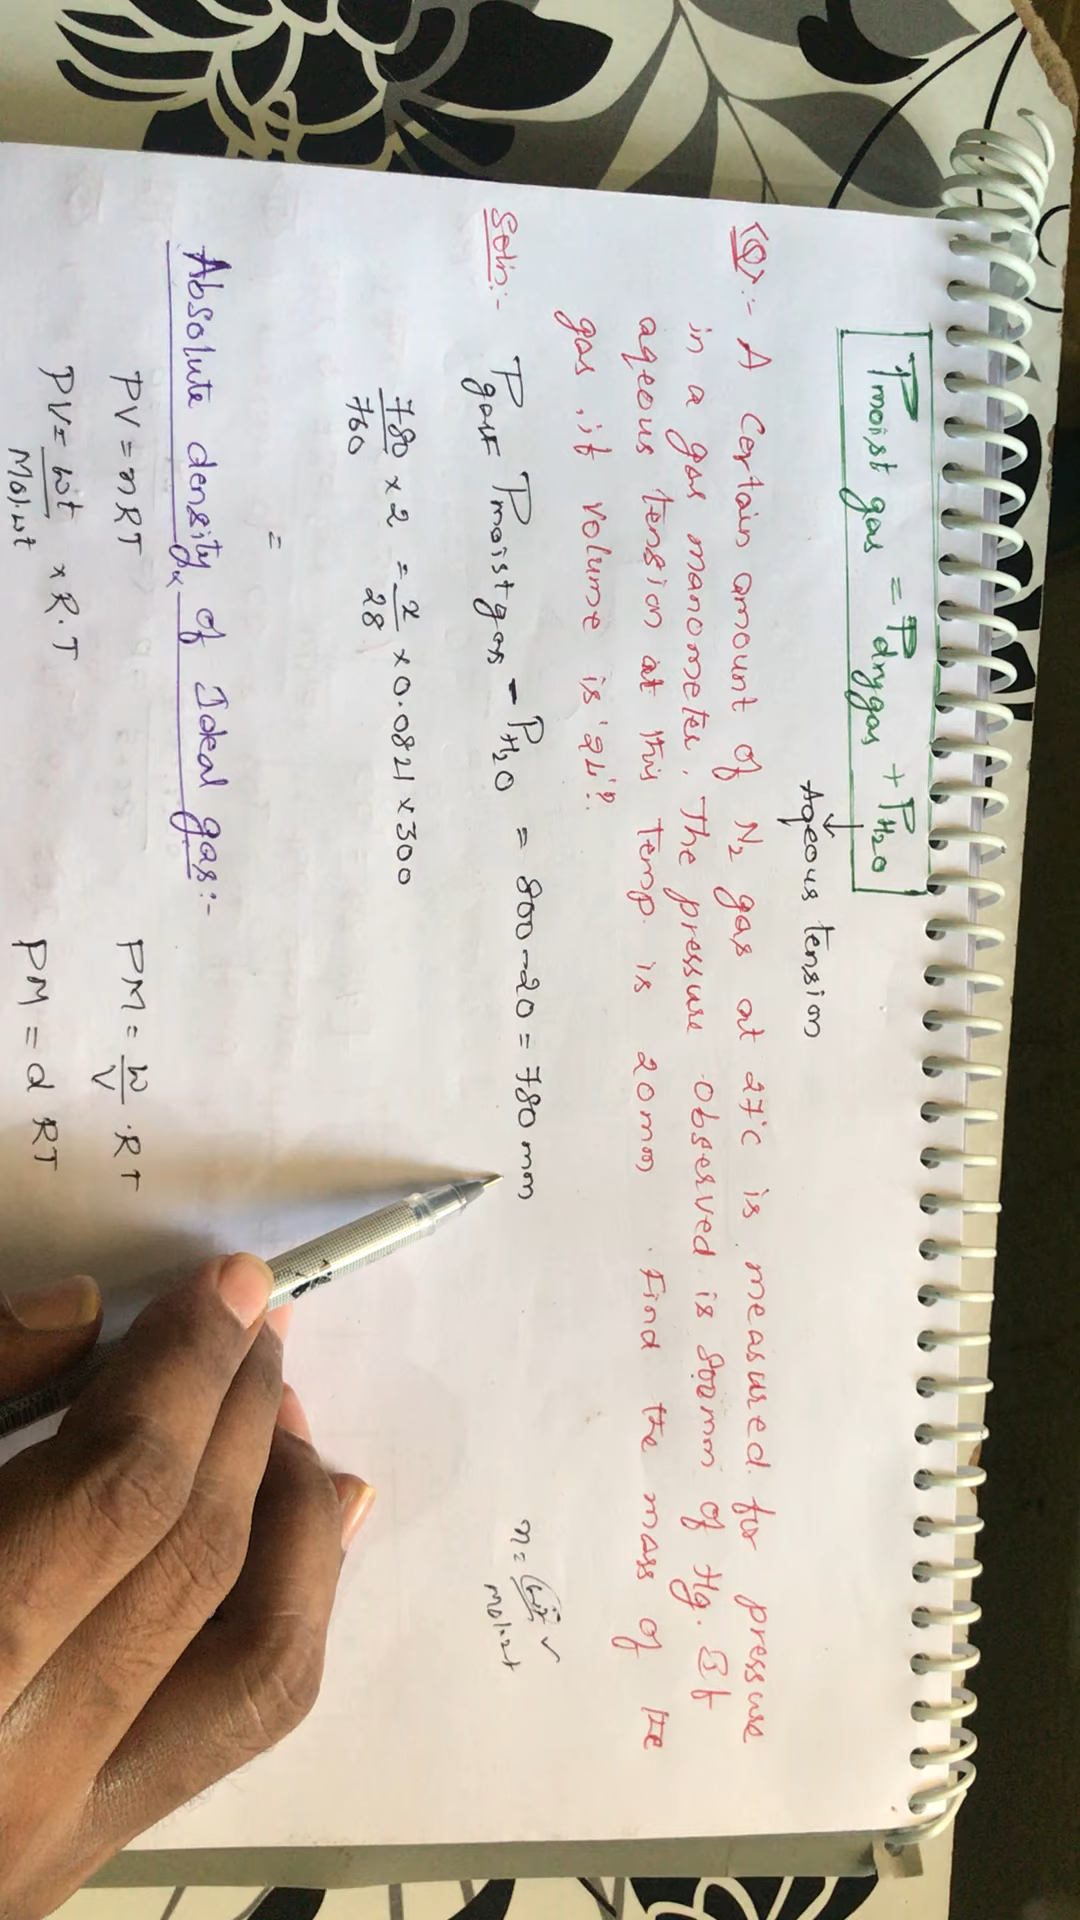 P moist gas = P dry gas + P H₂O
Aqeous tension
(Q):- A Certain amount of N₂ gas at 27°c is measured for pressure
in a gas manometer. The pressure observed is 800mm of Hg. If
aqeous tension at this temp. is 20mm. Find the mass of the
gas, if volume is '2L'?
Soln:- P gas = P moist gas - P H₂O = 800-20 = 780 mm
n = wt / mol.wt
780/760 × 2 = x/28 × 0.0821 × 300
=
Absolute density of Ideal gas:-
PV = nRT PM = w/V . RT
PV = wt/Mol.wt × R.T PM = d RT